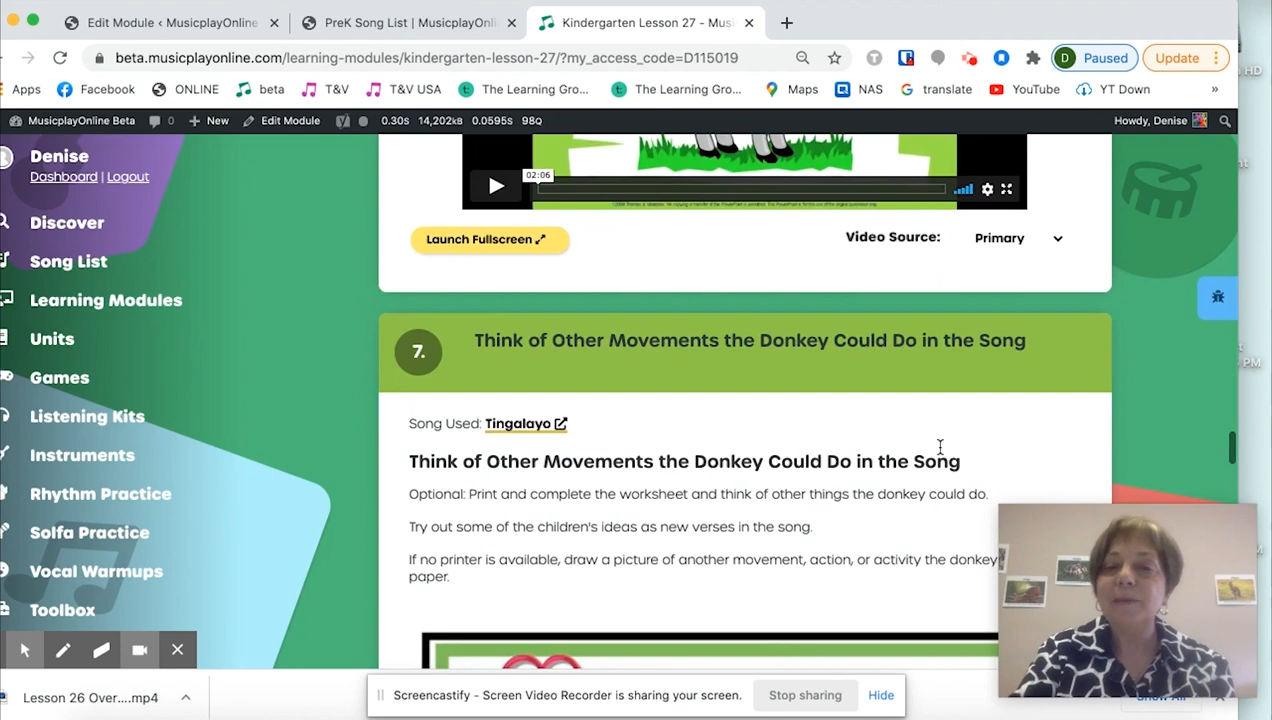 Edit Module ‹ MusicplayOnline
PreK Song List | MusicplayOnli
Kindergarten Lesson 27 - Mus
beta.musicplayonline.com/learning-modules/kindergarten-lesson-27/?my_access_code=D115019
T
D Paused
Update
Apps
Facebook
ONLINE
beta
T&V
T&V USA
The Learning Gro...
The Learning Gro...
Maps
NAS
translate
YouTube
YT Down
»
MusicplayOnline Beta
0
New
Edit Module
0.30s 14,202kB 0.0595s 98Q
Howdy, Denise
HD
Denise
Dashboard | Logout
Discover
Song List
Learning Modules
Units
Games
Listening Kits
Instruments
Rhythm Practice
Solfa Practice
Vocal Warmups
Toolbox
02:06
Launch Fullscreen
Video Source: Primary
7.
Think of Other Movements the Donkey Could Do in the Song
Song Used: Tingalayo
Think of Other Movements the Donkey Could Do in the Song
Optional: Print and complete the worksheet and think of other things the donkey could do.
Try out some of the children's ideas as new verses in the song.
If no printer is available, draw a picture of another movement, action, or activity the donkey
paper.
PM
Lesson 26 Over....mp4
Screencastify - Screen Video Recorder is sharing your screen.
Stop sharing
Hide